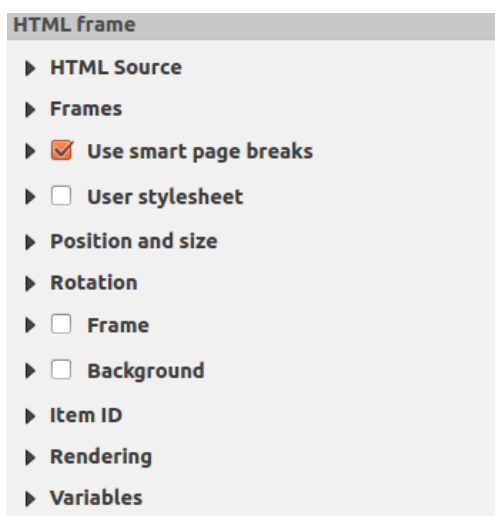 HTML frame
HTML Source
Frames
Use smart page breaks
User stylesheet
Position and size
Rotation
Frame
Background
Item ID
Rendering
Variables